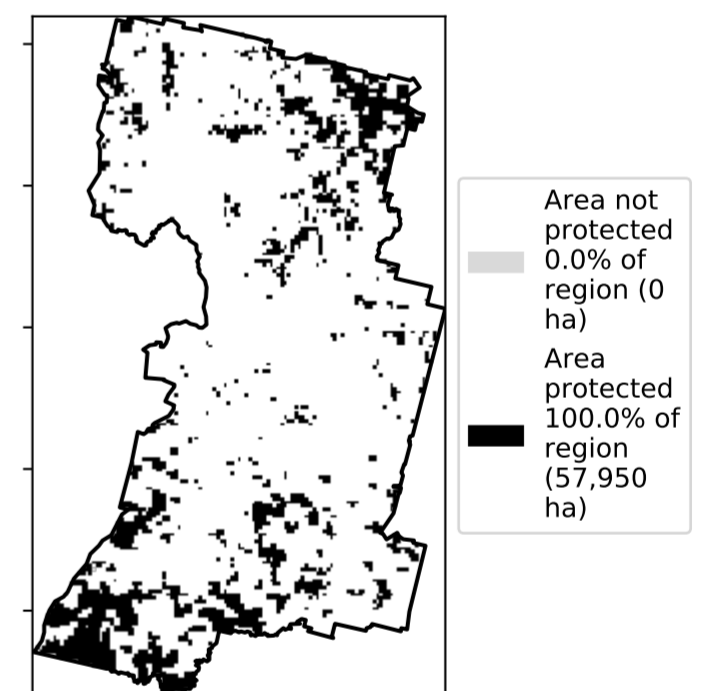 Area not
protected
0.0% of
region (0
ha)
Area
protected
100.0% of
region
(57,950
ha)